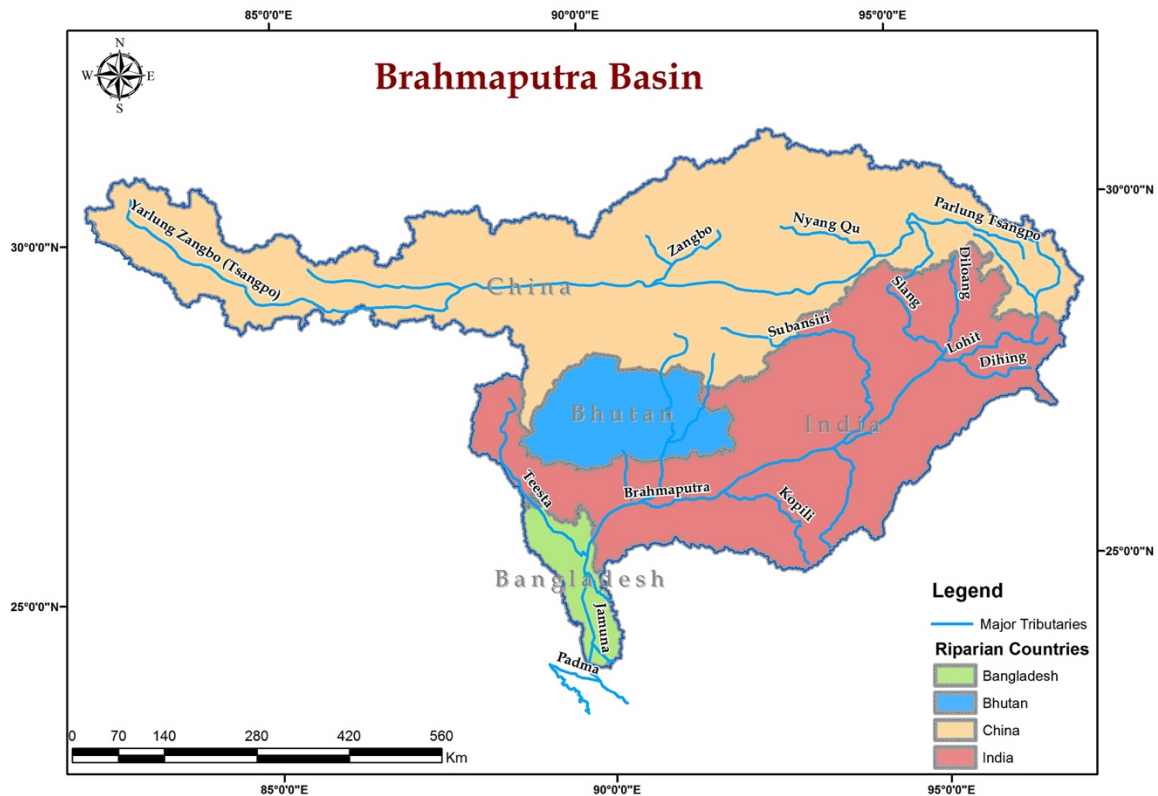 85°0'0"E 90°0'0"E 95°0'0"E
N
W E
S
Brahmaputra Basin
30°0'0"N
Yarlung Zangbo (Tsangpo)
Zangbo
Nyang Qu
Parlung Tsangpo
30°0'0"N
China
Slang
Diloang
Subansiri
Lohit
Dihing
Bhutan
India
Teesta
Brahmaputra
Kopili
25°0'0"N
Bangladesh
25°0'0"N
Jamuna
Padma
Legend
Major Tributaries
Riparian Countries
Bangladesh
Bhutan
China
India
0 70 140 280 420 560
Km
85°0'0"E 90°0'0"E 95°0'0"E